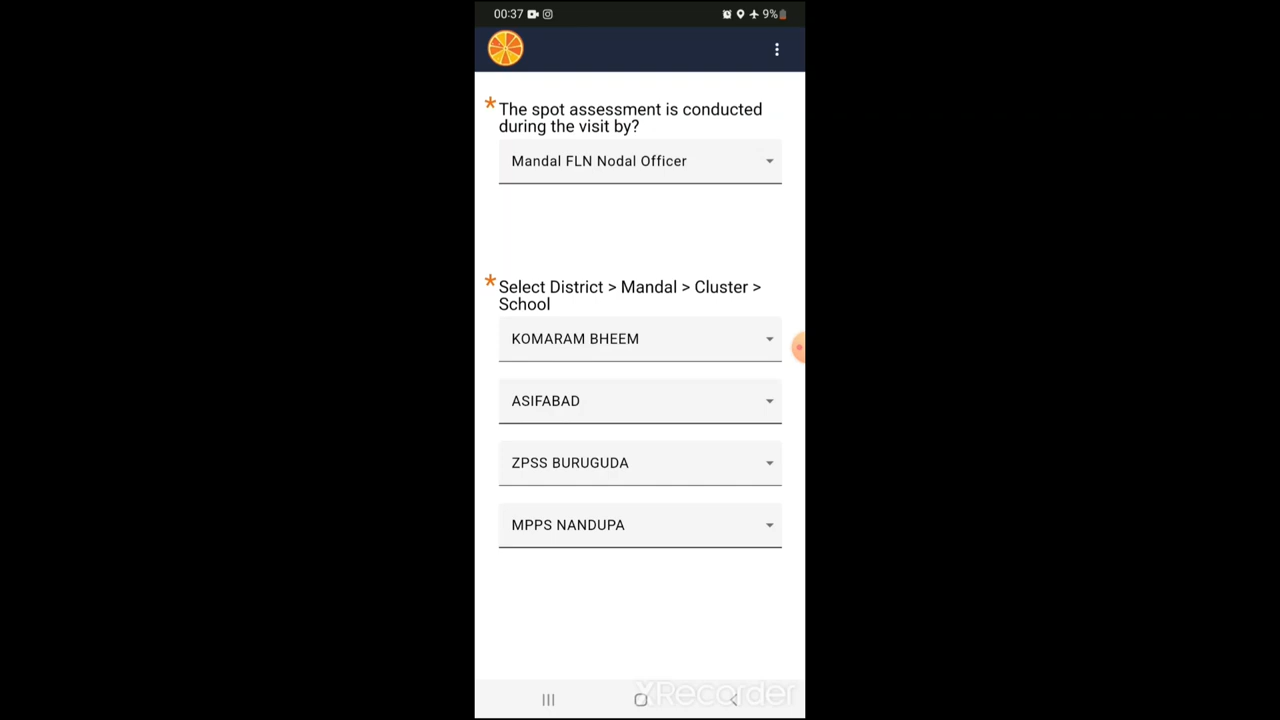 00:37 9%
* The spot assessment is conducted
during the visit by?
Mandal FLN Nodal Officer
* Select District > Mandal > Cluster >
School
KOMARAM BHEEM
ASIFABAD
ZPSS BURUGUDA
MPPS NANDUPA
XRecorder